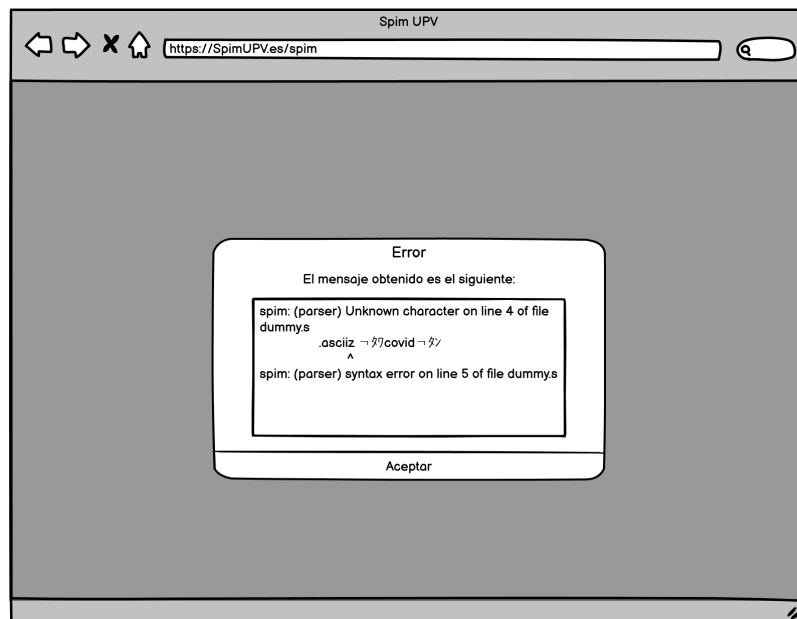 Spim UPV
https://SpimUPV.es/spim
Error
El mensaje obtenido es el siguiente:
spim: (parser) Unknown character on line 4 of file
dummy.s
.asciiz ¬ﾀﾜcovid¬ﾀﾝ
^
spim: (parser) syntax error on line 5 of file dummy.s
Aceptar